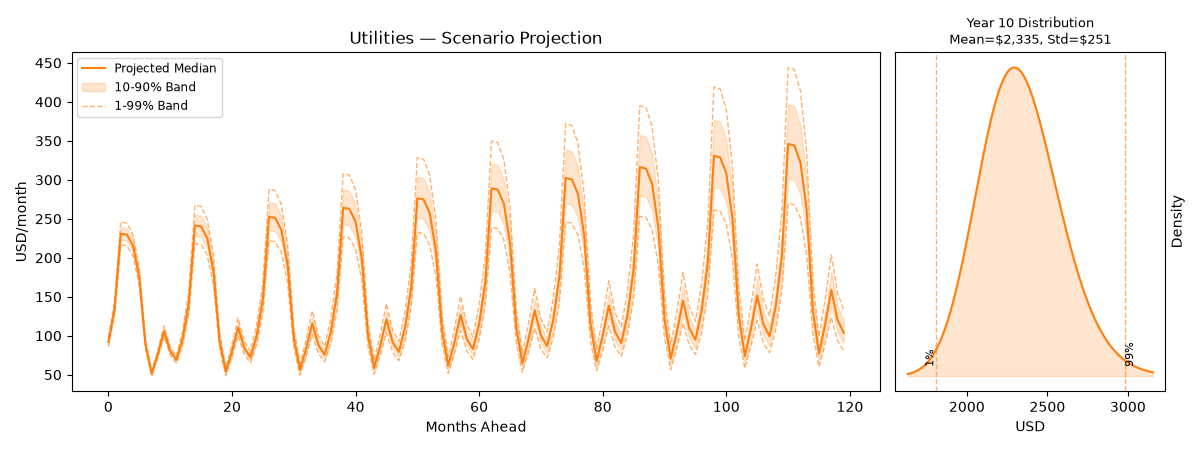 Utilities — Scenario Projection
Projected Median
10-90% Band
1-99% Band
USD/month
450
400
350
300
250
200
150
100
50
0
20
40
60
80
100
120
Months Ahead
Year 10 Distribution
Mean=$2,335, Std=$251
1%
99%
Density
2000
2500
3000
USD